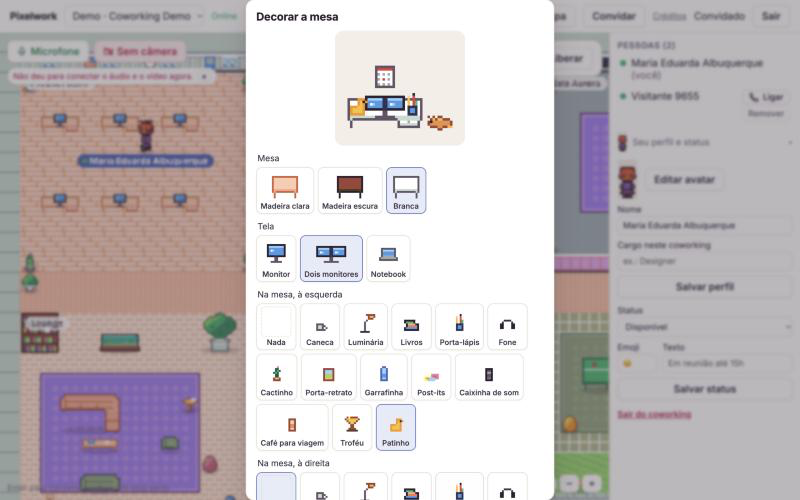 Pixelwork
Demo · Coworking Demo
Online
Convidar
Créditos
Convidado
Sair
Microfone
Sem câmera
Não deu para conectar o áudio e o vídeo agora.
Maria Eduarda Albuquerque
Lounge
Decorar a mesa
Mesa
Madeira clara
Madeira escura
Branca
Tela
Monitor
Dois monitores
Notebook
Na mesa, à esquerda
Nada
Caneca
Luminária
Livros
Porta-lápis
Fone
Cactinho
Porta-retrato
Garrafinha
Post-its
Caixinha de som
Café para viagem
Troféu
Patinho
Na mesa, à direita
PESSOAS (2)
Maria Eduarda Albuquerque
(você)
Visitante 9655
Ligar
Remover
Seu perfil e status
Editar avatar
Nome
Maria Eduarda Albuquerque
Cargo neste coworking
ex.: Designer
Salvar perfil
Status
Disponível
Emoji
Texto
Em reunião até 15h
Salvar status
Sair do coworking